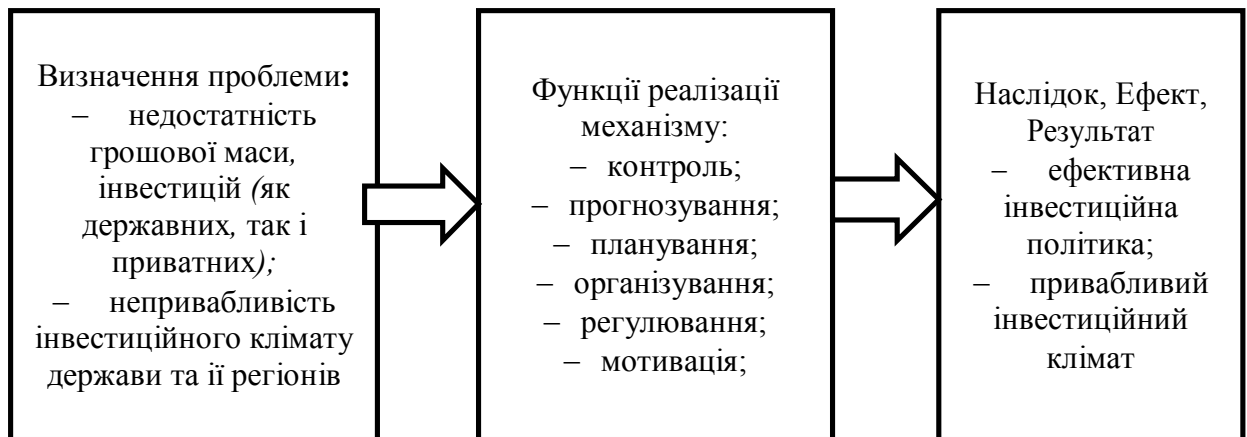 Визначення проблеми:
– недостатність
грошової маси,
інвестицій (як
державних, так і
приватних);
– непривабливість
інвестиційного клімату
держави та ії регіонів
Функції реалізації
механізму:
– контроль;
– прогнозування;
– планування;
– організування;
– регулювання;
– мотивація;
Наслідок, Ефект,
Результат
– ефективна
інвестиційна
політика;
– привабливий
інвестиційний
клімат